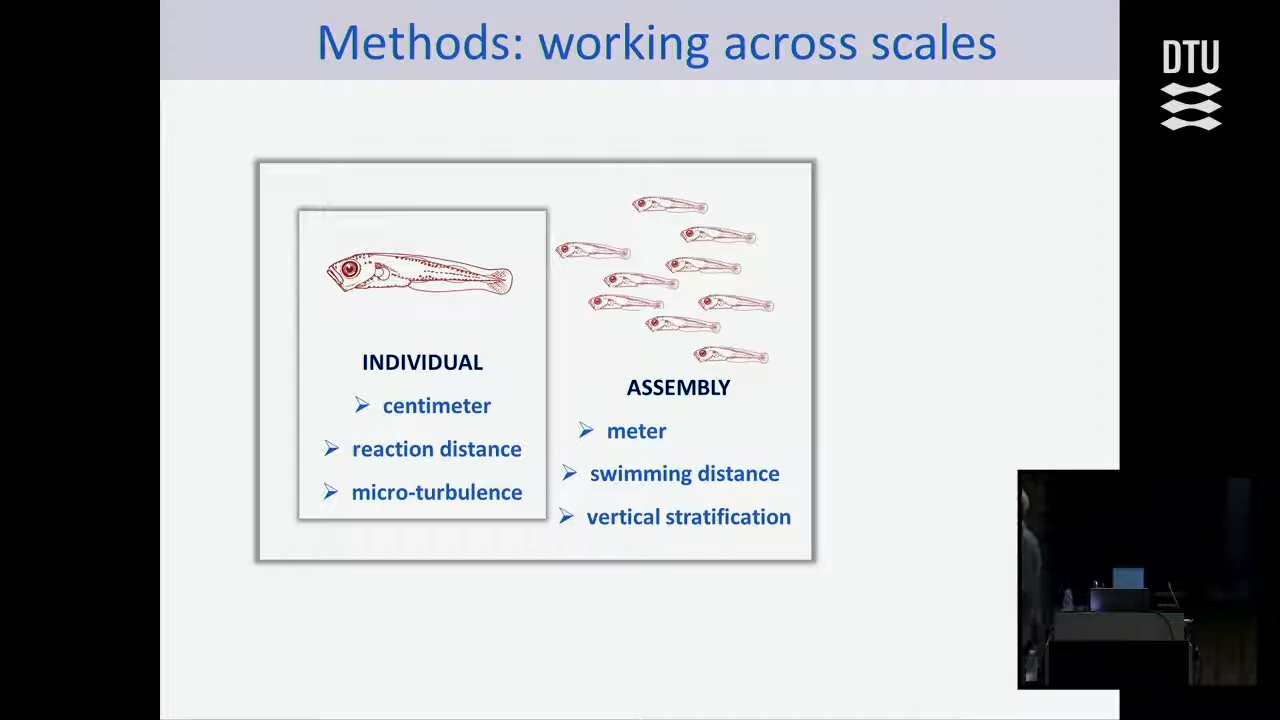 Methods: working across scales
DTU
INDIVIDUAL
centimeter
reaction distance
micro-turbulence
ASSEMBLY
meter
swimming distance
vertical stratification